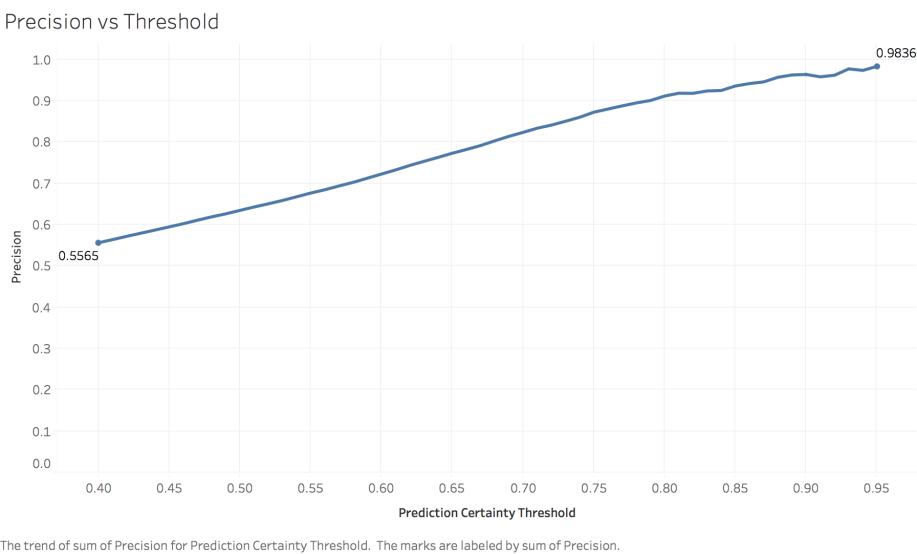 Precision vs Threshold
0.9836
1.0
0.9
0.8
0.7
0.6
0.5565
0.5
0.4
0.3
0.2
0.1
0.0
Precision
0.40 0.45 0.50 0.55 0.60 0.65 0.70 0.75 0.80 0.85 0.90 0.95
Prediction Certainty Threshold
The trend of sum of Precision for Prediction Certainty Threshold. The marks are labeled by sum of Precision.